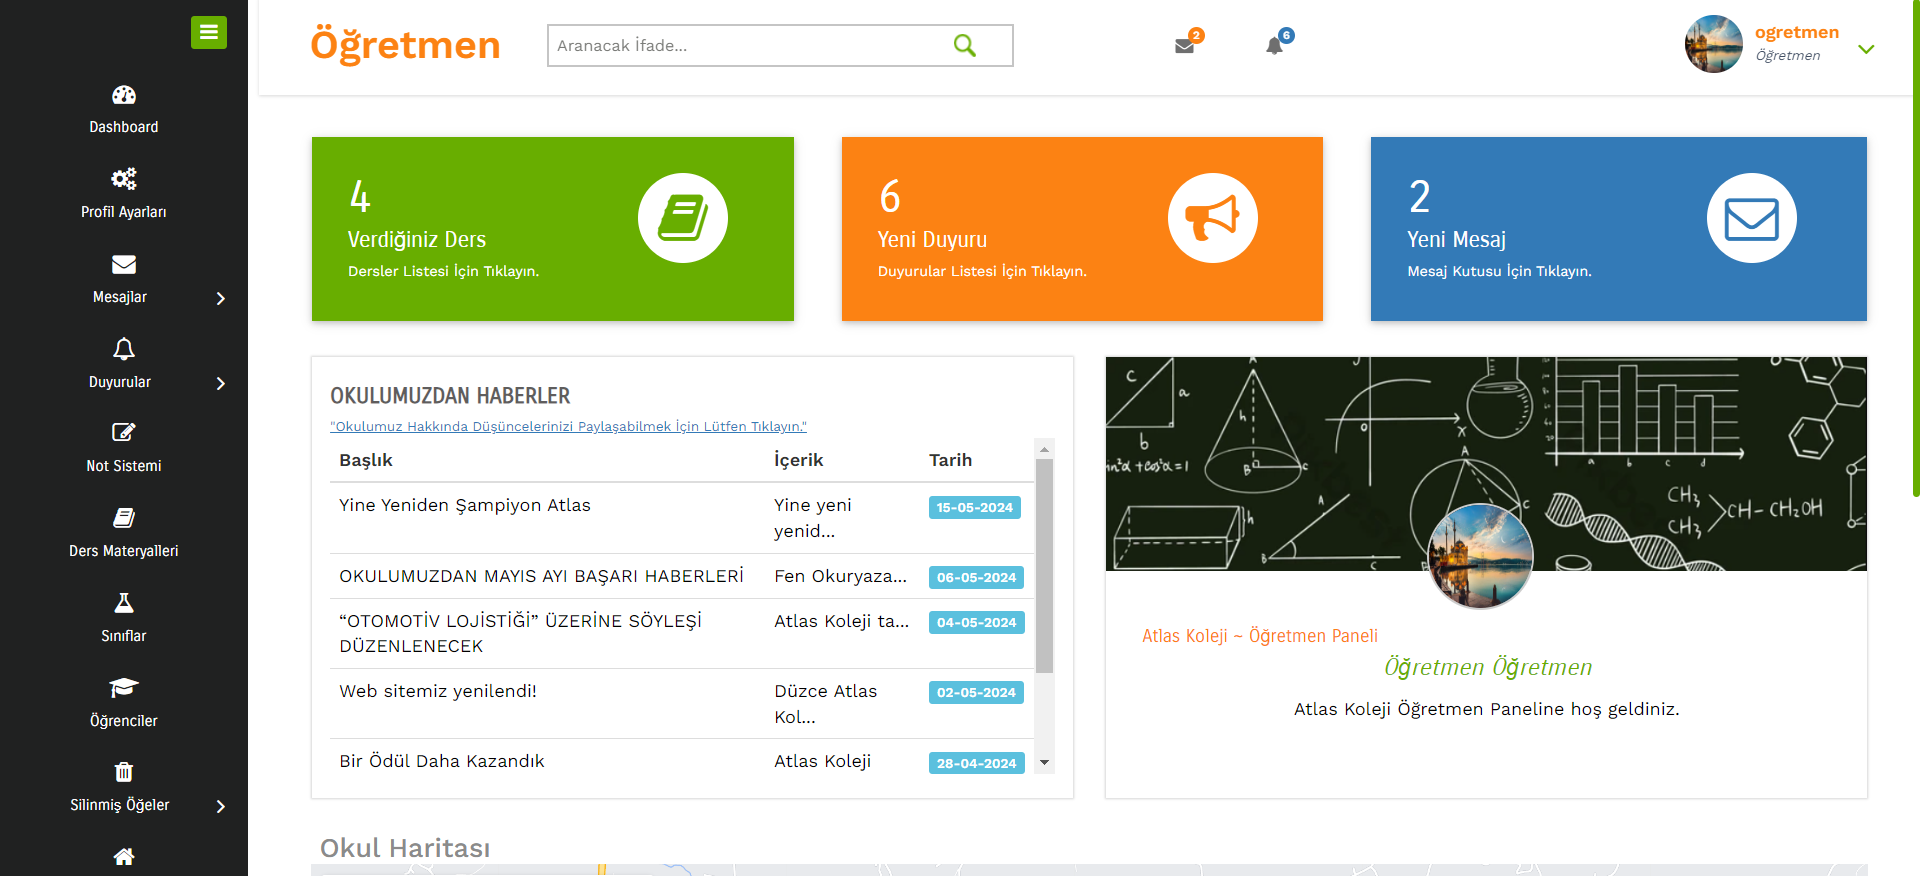 Öğretmen
Aranacak İfade...
2
6
ogretmen
Öğretmen
Dashboard
Profil Ayarları
Mesajlar
Duyurular
Not Sistemi
Ders Materyalleri
Sınıflar
Öğrenciler
Silinmiş Öğeler
4
Verdiğiniz Ders
Dersler Listesi İçin Tıklayın.
6
Yeni Duyuru
Duyurular Listesi İçin Tıklayın.
2
Yeni Mesaj
Mesaj Kutusu İçin Tıklayın.
OKULUMUZDAN HABERLER
"Okulumuz Hakkında Düşüncelerinizi Paylaşabilmek İçin Lütfen Tıklayın."
Başlık İçerik Tarih
Yine Yeniden Şampiyon Atlas Yine yeni 15-05-2024
yenid...
OKULUMUZDAN MAYIS AYI BAŞARI HABERLERİ Fen Okuryaza... 06-05-2024
“OTOMOTİV LOJİSTİĞİ” ÜZERİNE SÖYLEŞİ Atlas Koleji ta... 04-05-2024
DÜZENLENECEK
Web sitemiz yenilendi! Düzce Atlas 02-05-2024
Kol...
Bir Ödül Daha Kazandık Atlas Koleji 28-04-2024
CH₃
CH₃ CH-CH₂OH
Atlas Koleji ~ Öğretmen Paneli
Öğretmen Öğretmen
Atlas Koleji Öğretmen Paneline hoş geldiniz.
Okul Haritası